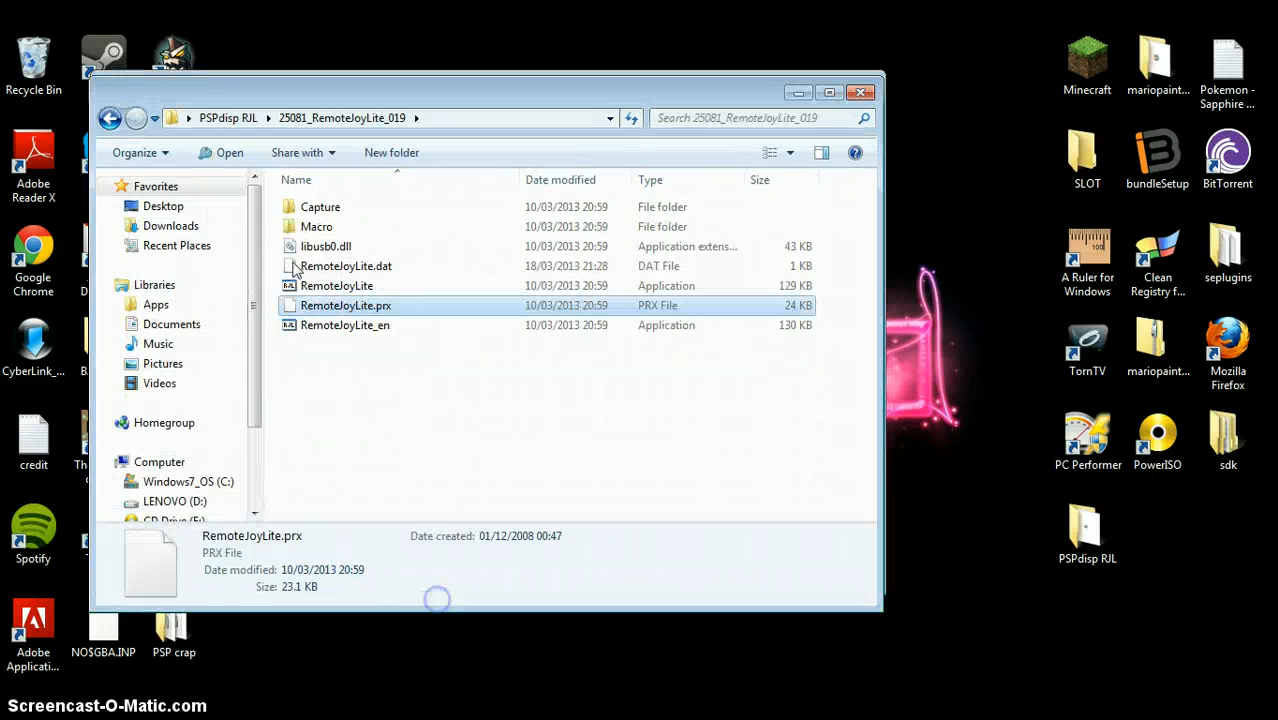 Recycle Bin
Adobe
Reader X
Google
Chrome
CyberLink_...
credit
Spotify
Adobe
Applicati...
NO$GBA.INP
PSP crap
PSPdisp RJL
25081_RemoteJoyLite_019
Search 25081_RemoteJoyLite_019
Organize
Open
Share with
New folder
Favorites
Desktop
Downloads
Recent Places
Libraries
Apps
Documents
Music
Pictures
Videos
Homegroup
Computer
Windows7_OS (C:)
LENOVO (D:)
CD Drive (F:)
Name Date modified Type Size
Capture 10/03/2013 20:59 File folder
Macro 10/03/2013 20:59 File folder
libusb0.dll 10/03/2013 20:59 Application extens... 43 KB
RemoteJoyLite.dat 18/03/2013 21:28 DAT File 1 KB
RemoteJoyLite 10/03/2013 20:59 Application 129 KB
RemoteJoyLite.prx 10/03/2013 20:59 PRX File 24 KB
RemoteJoyLite_en 10/03/2013 20:59 Application 130 KB
RemoteJoyLite.prx Date created: 01/12/2008 00:47
PRX File
Date modified: 10/03/2013 20:59
Size: 23.1 KB
Minecraft
mariopaint...
Pokemon -
Sapphire ...
SLOT
bundleSetup
BitTorrent
A Ruler for
Windows
Clean
Registry f...
seplugins
TornTV
mariopaint...
Mozilla
Firefox
PC Performer
PowerISO
sdk
PSPdisp RJL
Screencast-O-Matic.com